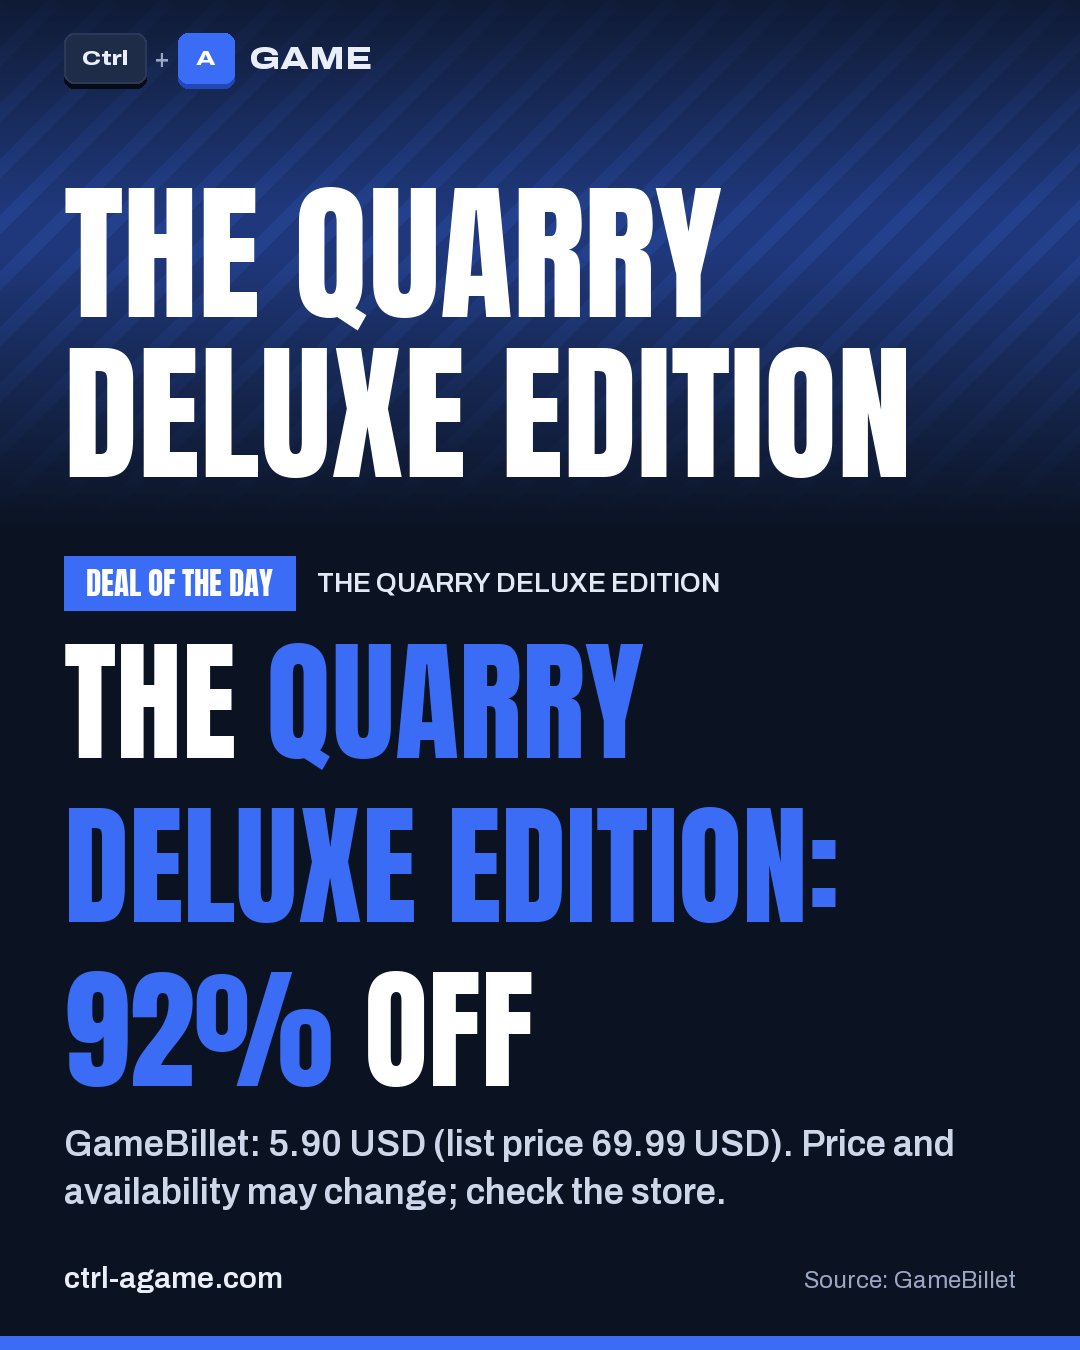 Ctrl + A GAME
THE QUARRY
DELUXE EDITION
DEAL OF THE DAY THE QUARRY DELUXE EDITION
THE QUARRY
DELUXE EDITION:
92% OFF
GameBillet: 5.90 USD (list price 69.99 USD). Price and
availability may change; check the store.
ctrl-agame.com Source: GameBillet